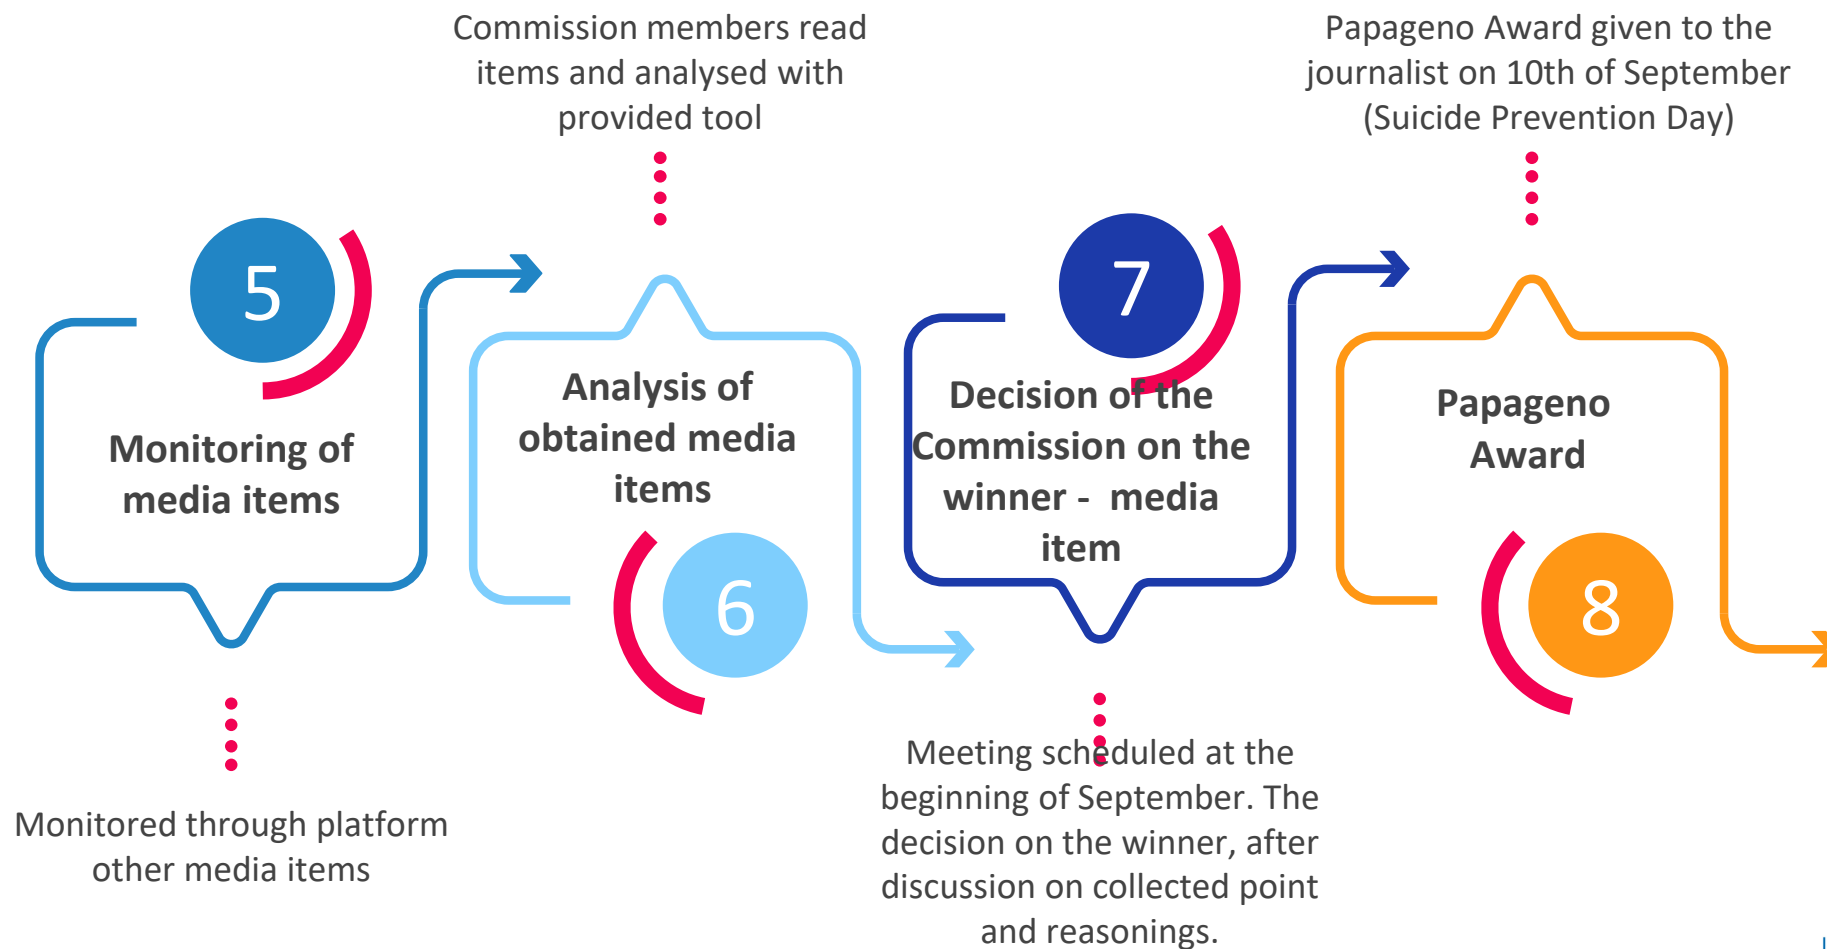 5
Monitoring of
media items
Monitored through platform
other media items
Commission members read
items and analysed with
provided tool
Analysis of
obtained media
items
6
7
Decision of the
Commission on the
winner -  media
item
Meeting scheduled at the
beginning of September. The
decision on the winner, after
discussion on collected point
and reasonings.
Papageno Award given to the
journalist on 10th of September
(Suicide Prevention Day)
Papageno
Award
8